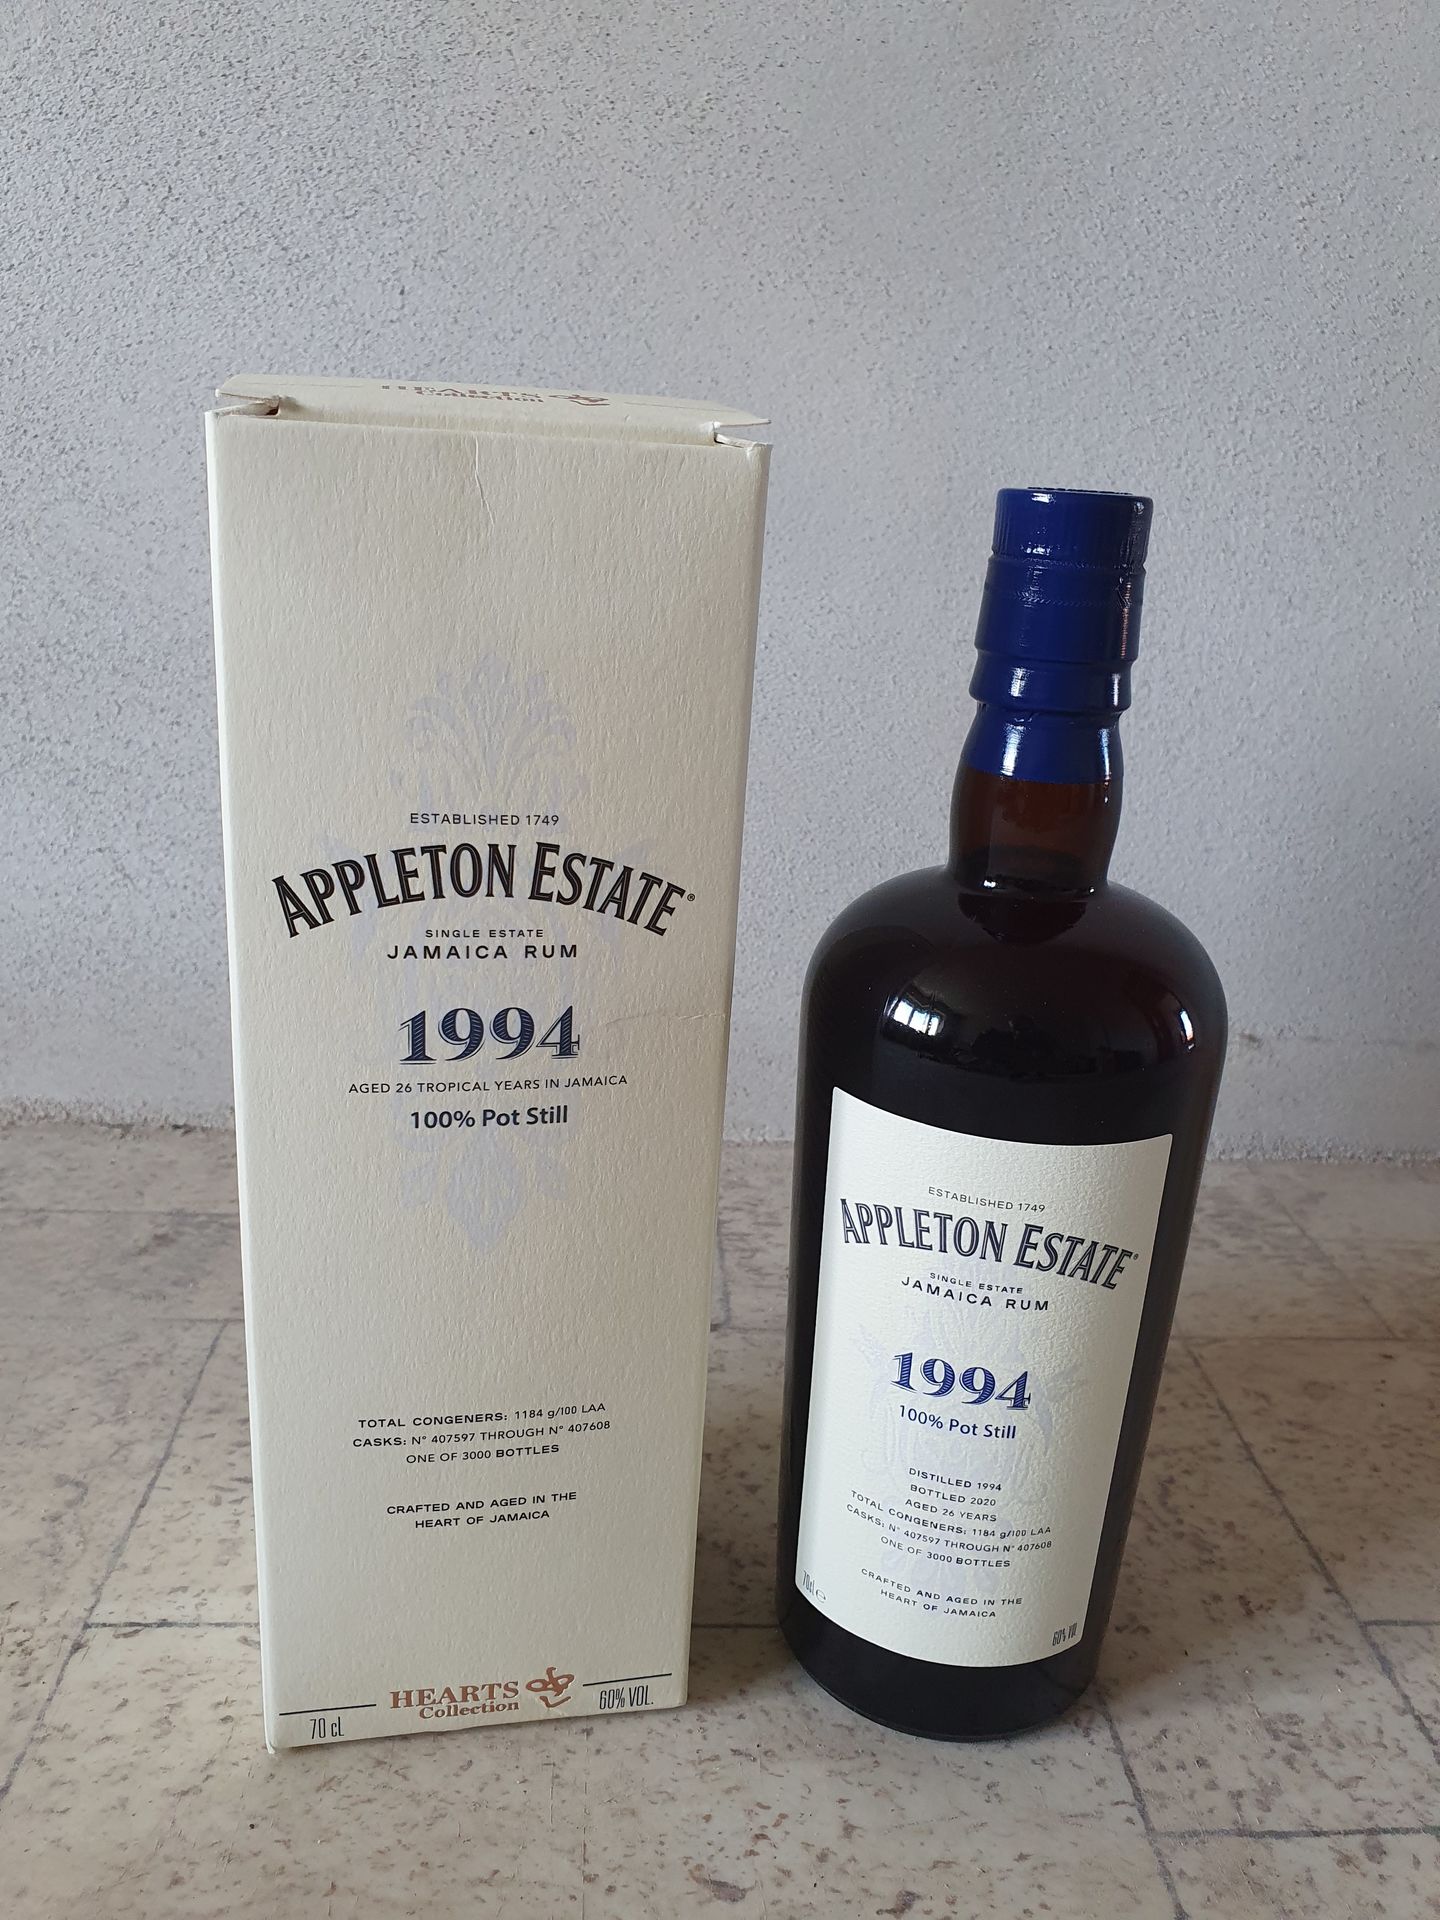 HEARTS
Collection
ESTABLISHED 1749
APPLETON ESTATE®
SINGLE ESTATE
JAMAICA RUM
1994
AGED 26 TROPICAL YEARS IN JAMAICA
100% Pot Still
TOTAL CONGENERS: 1184 g/100 LAA
CASKS: N° 407597 THROUGH N° 407608
ONE OF 3000 BOTTLES
CRAFTED AND AGED IN THE
HEART OF JAMAICA
70 cL
HEARTS
Collection
60% VOL.
ESTABLISHED 1749
APPLETON ESTATE®
SINGLE ESTATE
JAMAICA RUM
1994
100% Pot Still
DISTILLED 1994
BOTTLED 2020
AGED 26 YEARS
TOTAL CONGENERS: 1184 g/100 LAA
CASKS: N° 407597 THROUGH N° 407608
ONE OF 3000 BOTTLES
CRAFTED AND AGED IN THE
HEART OF JAMAICA
70cl ℮
60% VOL